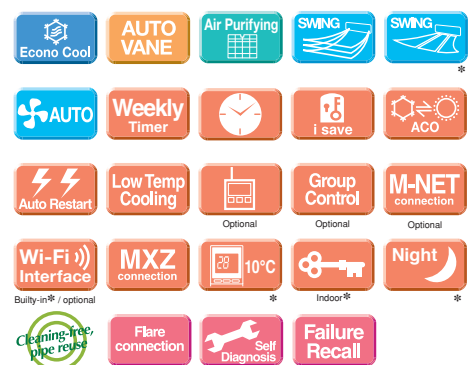 Econo Cool
AUTO
VANE
Air Purifying
SWING
SWING
*
AUTO
Weekly
Timer
i save
ACO
Auto Restart
Low Temp
Cooling
Optional
Group
Control
Optional
M-NET
connection
Optional
Wi-Fi
Interface
Builty-in* / optional
MXZ
connection
20
10°C
*
Indoor*
Night
*
Cleaning-free,
pipe reuse
Flare
connection
Self
Diagnosis
Failure
Recall